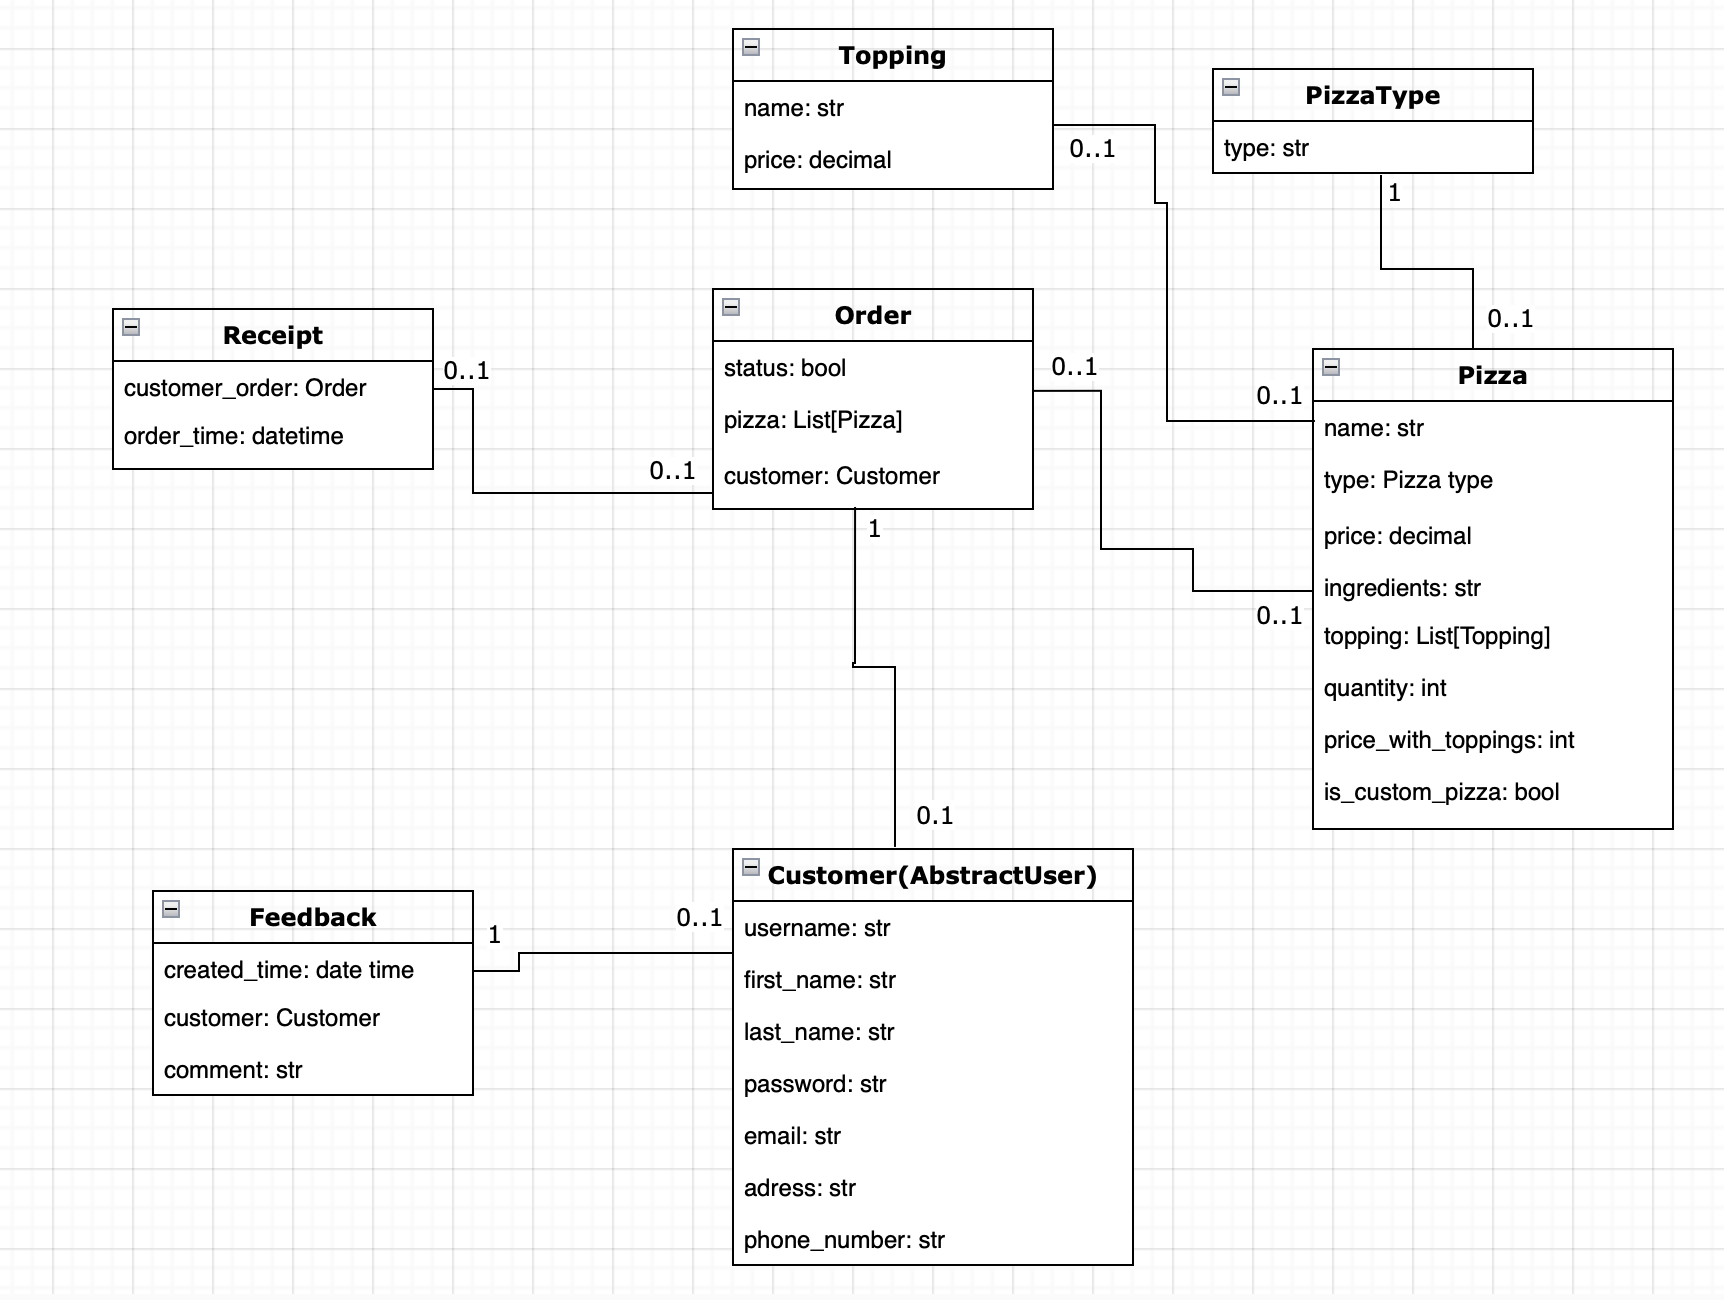 Topping
name: str
price: decimal
0..1
PizzaType
type: str
1
0..1
Receipt
customer_order: Order
order_time: datetime
0..1
0..1
Order
status: bool
pizza: List[Pizza]
customer: Customer
0..1
1
0..1
0..1
Pizza
name: str
type: Pizza type
price: decimal
ingredients: str
topping: List[Topping]
quantity: int
price_with_toppings: int
is_custom_pizza: bool
0.1
Feedback
created_time: date time
customer: Customer
comment: str
1
0..1
Customer(AbstractUser)
username: str
first_name: str
last_name: str
password: str
email: str
adress: str
phone_number: str